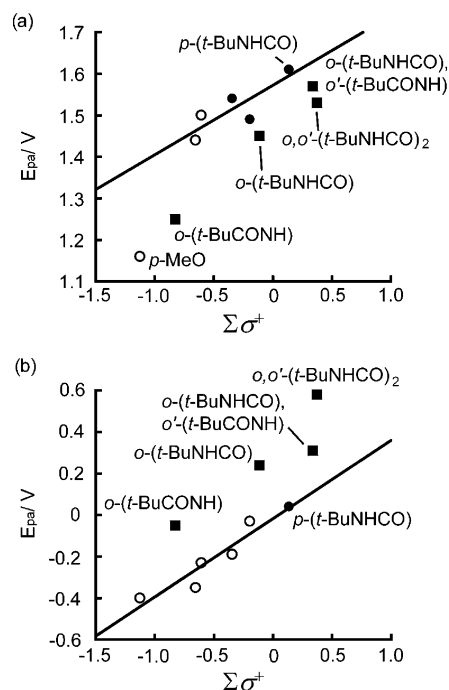 (a)
1.7
1.6
1.5
1.4
1.3
1.2
1.1
Epa/ V
p-(t-BuNHCO)
o-(t-BuNHCO),
o'-(t-BuCONH)
o,o'-(t-BuNHCO)2
o-(t-BuNHCO)
o-(t-BuCONH)
p-MeO
-1.5 -1.0 -0.5 0 0.5 1.0
Σσ+
(b)
0.6
0.4
0.2
0
-0.2
-0.4
-0.6
Epa/ V
o,o'-(t-BuNHCO)2
o-(t-BuNHCO),
o'-(t-BuCONH)
o-(t-BuNHCO)
o-(t-BuCONH)
p-(t-BuNHCO)
-1.5 -1.0 -0.5 0 0.5 1.0
Σσ+